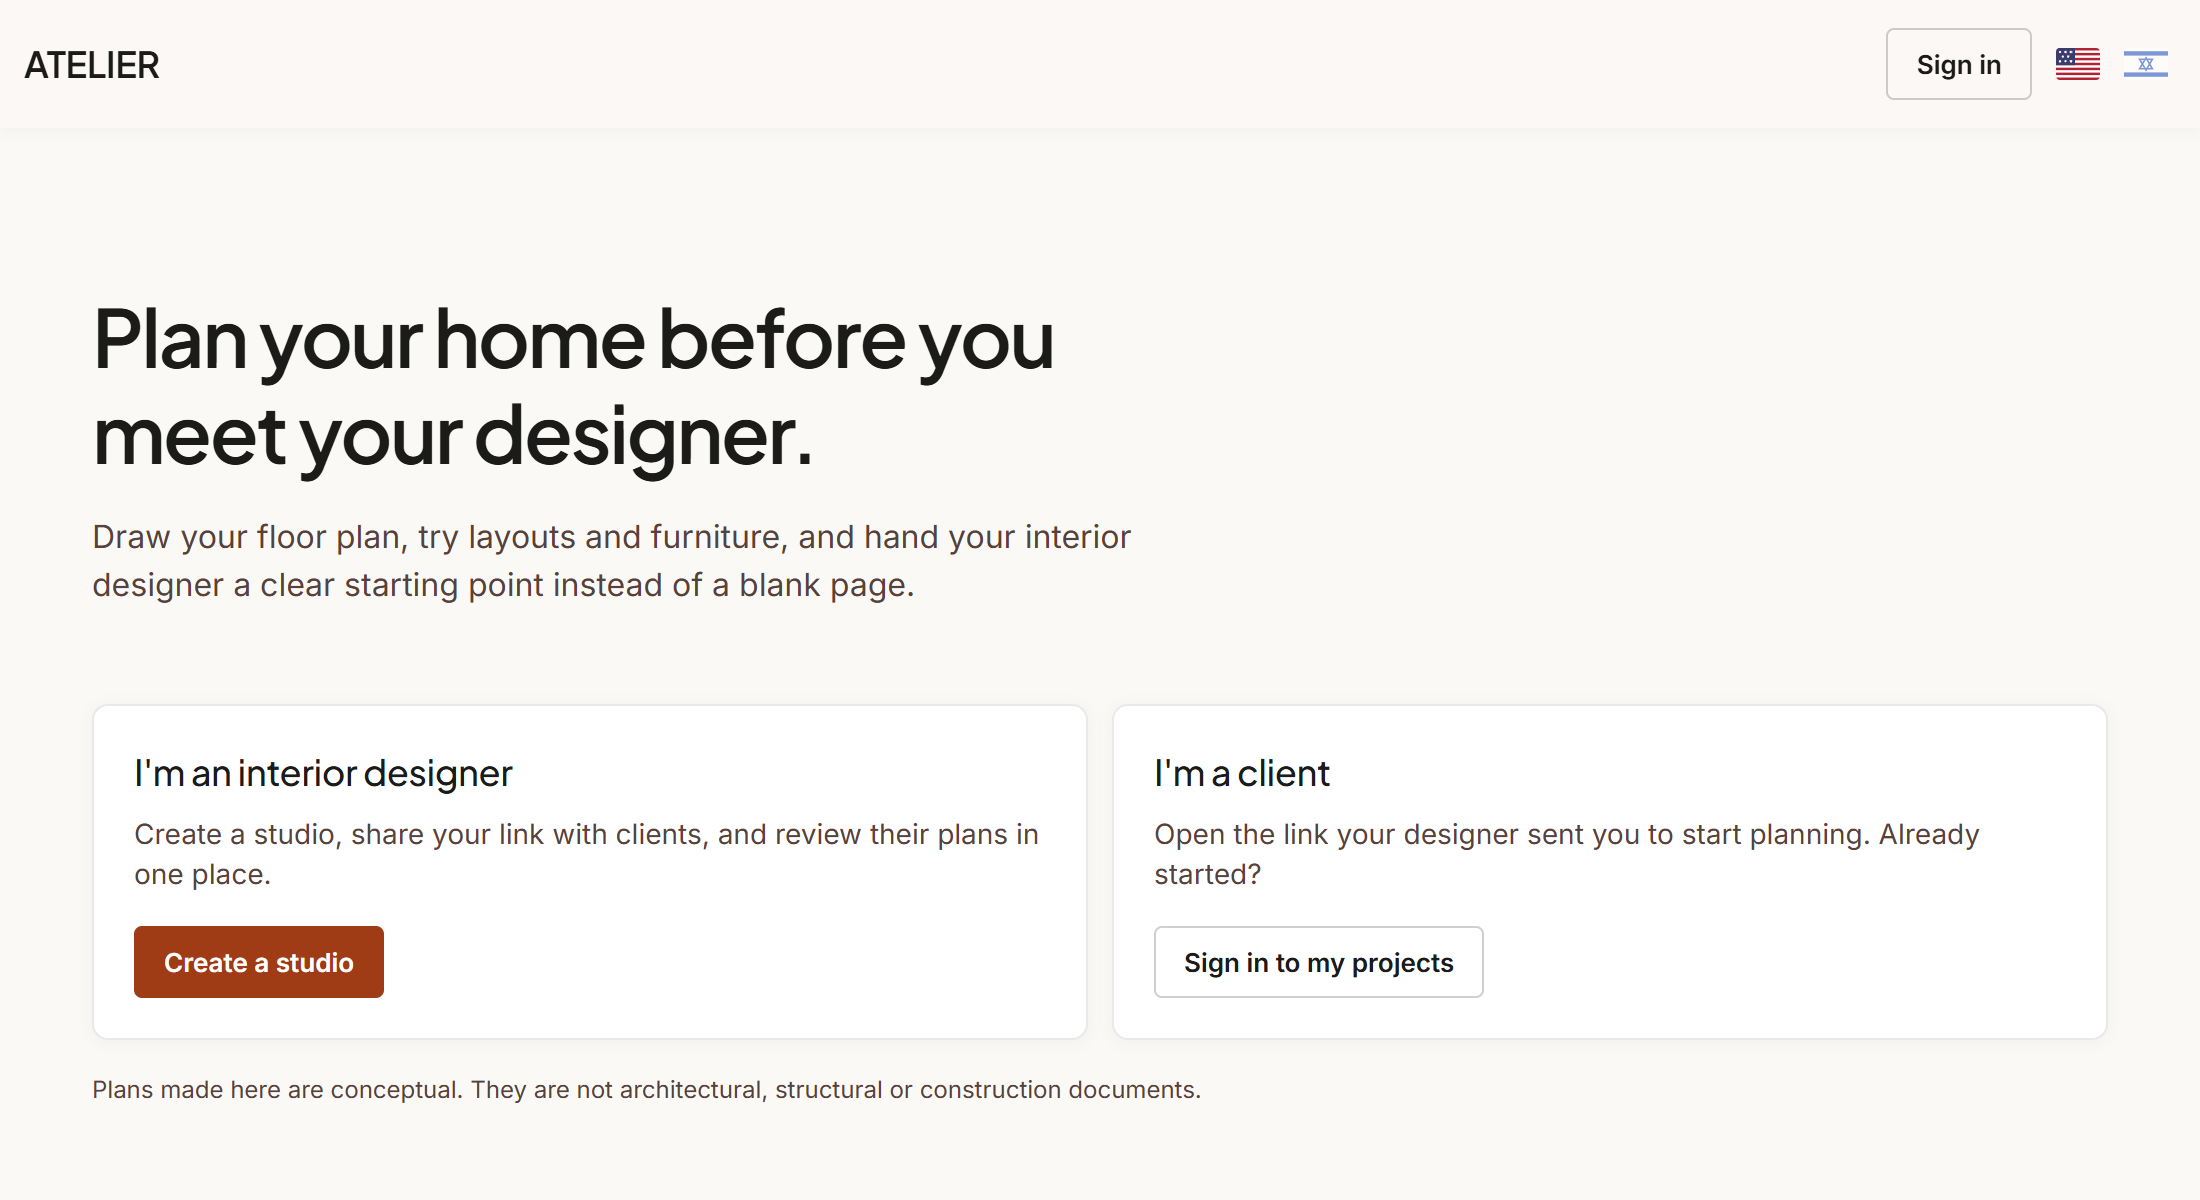 ATELIER
Sign in
Plan your home before you
meet your designer.
Draw your floor plan, try layouts and furniture, and hand your interior
designer a clear starting point instead of a blank page.
I'm an interior designer
Create a studio, share your link with clients, and review their plans in
one place.
Create a studio
I'm a client
Open the link your designer sent you to start planning. Already
started?
Sign in to my projects
Plans made here are conceptual. They are not architectural, structural or construction documents.